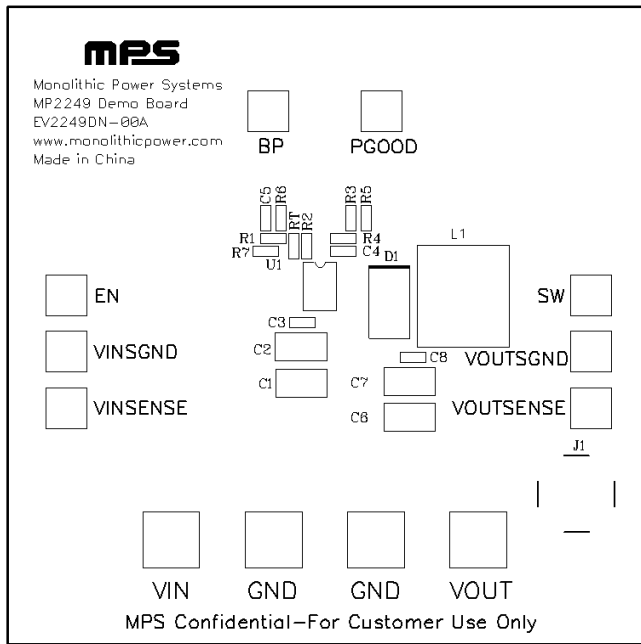 MPS
Monolithic Power Systems
MP2249 Demo Board
EV2249DN-00A
www.monolithicpower.com
Made in China
BP
PGOOD
C5
R6
RT
R2
R3
R5
R1
R7
U1
R4
C4
D1
L1
EN
VINSGND
VINSENSE
C3
C2
C1
C8
C7
C6
SW
VOUTSGND
VOUTSENSE
J1
VIN
GND
GND
VOUT
MPS Confidential-For Customer Use Only